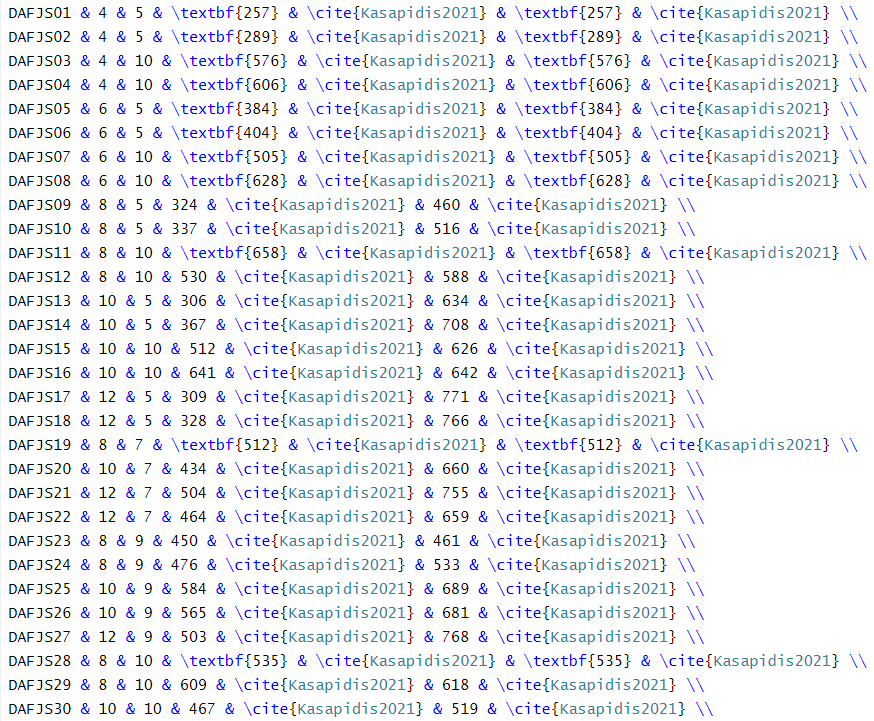 DAFJS01 & 4 & 5 & \textbf{257} & \cite{Kasapidis2021} & \textbf{257} & \cite{Kasapidis2021} \\
DAFJS02 & 4 & 5 & \textbf{289} & \cite{Kasapidis2021} & \textbf{289} & \cite{Kasapidis2021} \\
DAFJS03 & 4 & 10 & \textbf{576} & \cite{Kasapidis2021} & \textbf{576} & \cite{Kasapidis2021} \\
DAFJS04 & 4 & 10 & \textbf{606} & \cite{Kasapidis2021} & \textbf{606} & \cite{Kasapidis2021} \\
DAFJS05 & 6 & 5 & \textbf{384} & \cite{Kasapidis2021} & \textbf{384} & \cite{Kasapidis2021} \\
DAFJS06 & 6 & 5 & \textbf{404} & \cite{Kasapidis2021} & \textbf{404} & \cite{Kasapidis2021} \\
DAFJS07 & 6 & 10 & \textbf{505} & \cite{Kasapidis2021} & \textbf{505} & \cite{Kasapidis2021} \\
DAFJS08 & 6 & 10 & \textbf{628} & \cite{Kasapidis2021} & \textbf{628} & \cite{Kasapidis2021} \\
DAFJS09 & 8 & 5 & 324 & \cite{Kasapidis2021} & 460 & \cite{Kasapidis2021} \\
DAFJS10 & 8 & 5 & 337 & \cite{Kasapidis2021} & 516 & \cite{Kasapidis2021} \\
DAFJS11 & 8 & 10 & \textbf{658} & \cite{Kasapidis2021} & \textbf{658} & \cite{Kasapidis2021} \\
DAFJS12 & 8 & 10 & 530 & \cite{Kasapidis2021} & 588 & \cite{Kasapidis2021} \\
DAFJS13 & 10 & 5 & 306 & \cite{Kasapidis2021} & 634 & \cite{Kasapidis2021} \\
DAFJS14 & 10 & 5 & 367 & \cite{Kasapidis2021} & 708 & \cite{Kasapidis2021} \\
DAFJS15 & 10 & 10 & 512 & \cite{Kasapidis2021} & 626 & \cite{Kasapidis2021} \\
DAFJS16 & 10 & 10 & 641 & \cite{Kasapidis2021} & 642 & \cite{Kasapidis2021} \\
DAFJS17 & 12 & 5 & 309 & \cite{Kasapidis2021} & 771 & \cite{Kasapidis2021} \\
DAFJS18 & 12 & 5 & 328 & \cite{Kasapidis2021} & 766 & \cite{Kasapidis2021} \\
DAFJS19 & 8 & 7 & \textbf{512} & \cite{Kasapidis2021} & \textbf{512} & \cite{Kasapidis2021} \\
DAFJS20 & 10 & 7 & 434 & \cite{Kasapidis2021} & 660 & \cite{Kasapidis2021} \\
DAFJS21 & 12 & 7 & 504 & \cite{Kasapidis2021} & 755 & \cite{Kasapidis2021} \\
DAFJS22 & 12 & 7 & 464 & \cite{Kasapidis2021} & 659 & \cite{Kasapidis2021} \\
DAFJS23 & 8 & 9 & 450 & \cite{Kasapidis2021} & 461 & \cite{Kasapidis2021} \\
DAFJS24 & 8 & 9 & 476 & \cite{Kasapidis2021} & 533 & \cite{Kasapidis2021} \\
DAFJS25 & 10 & 9 & 584 & \cite{Kasapidis2021} & 689 & \cite{Kasapidis2021} \\
DAFJS26 & 10 & 9 & 565 & \cite{Kasapidis2021} & 681 & \cite{Kasapidis2021} \\
DAFJS27 & 12 & 9 & 503 & \cite{Kasapidis2021} & 768 & \cite{Kasapidis2021} \\
DAFJS28 & 8 & 10 & \textbf{535} & \cite{Kasapidis2021} & \textbf{535} & \cite{Kasapidis2021} \\
DAFJS29 & 8 & 10 & 609 & \cite{Kasapidis2021} & 618 & \cite{Kasapidis2021} \\
DAFJS30 & 10 & 10 & 467 & \cite{Kasapidis2021} & 519 & \cite{Kasapidis2021} \\